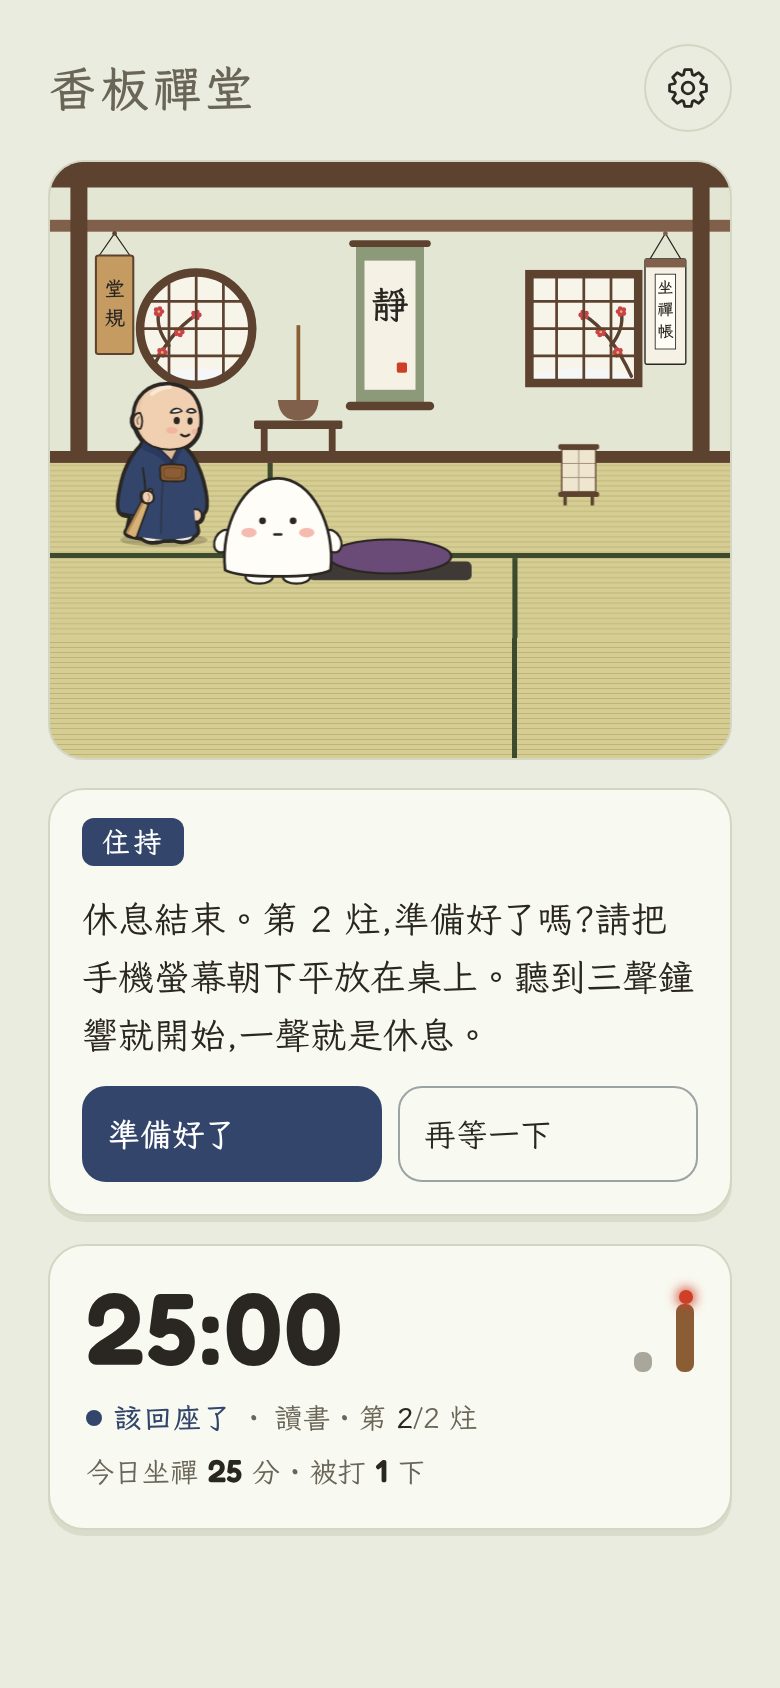 香板禪堂
堂規
靜
坐禪帳
住持
休息結束。第 2 炷,準備好了嗎?請把
手機螢幕朝下平放在桌上。聽到三聲鐘
響就開始,一聲就是休息。
準備好了
再等一下
25:00
該回座了 · 讀書·第 2/2 炷
今日坐禪 25 分·被打 1 下